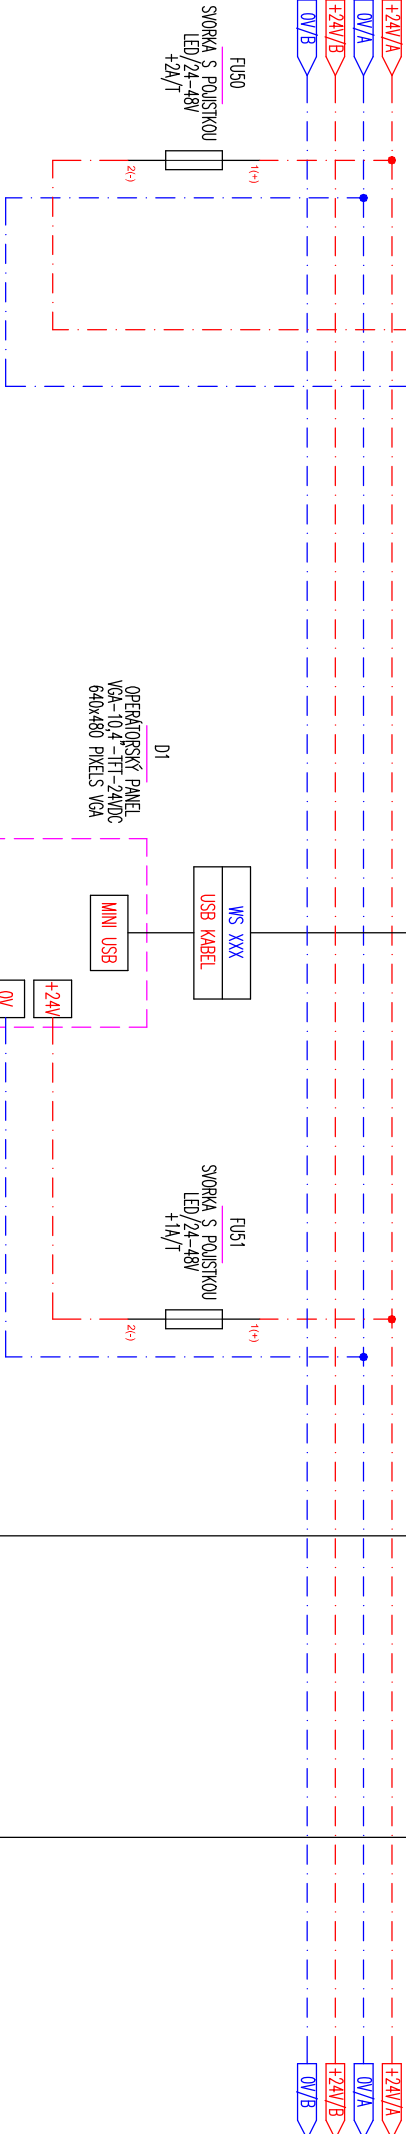 +24V/A
0V/A
+24V/B
0V/B
FU50
SVORKA S POJISTKOU
LED/24-48V
+2A/T
1(+)
2(-)
D1
OPERÁTORSKÝ PANEL
VGA-10,4"-TFT-24VDC
640x480 PIXELS VGA
WS XXX
USB KABEL
MINI USB
+24V
0V
FU51
SVORKA S POJISTKOU
LED/24-48V
+1A/T
1(+)
2(-)
+24V/A
0V/A
+24V/B
0V/B